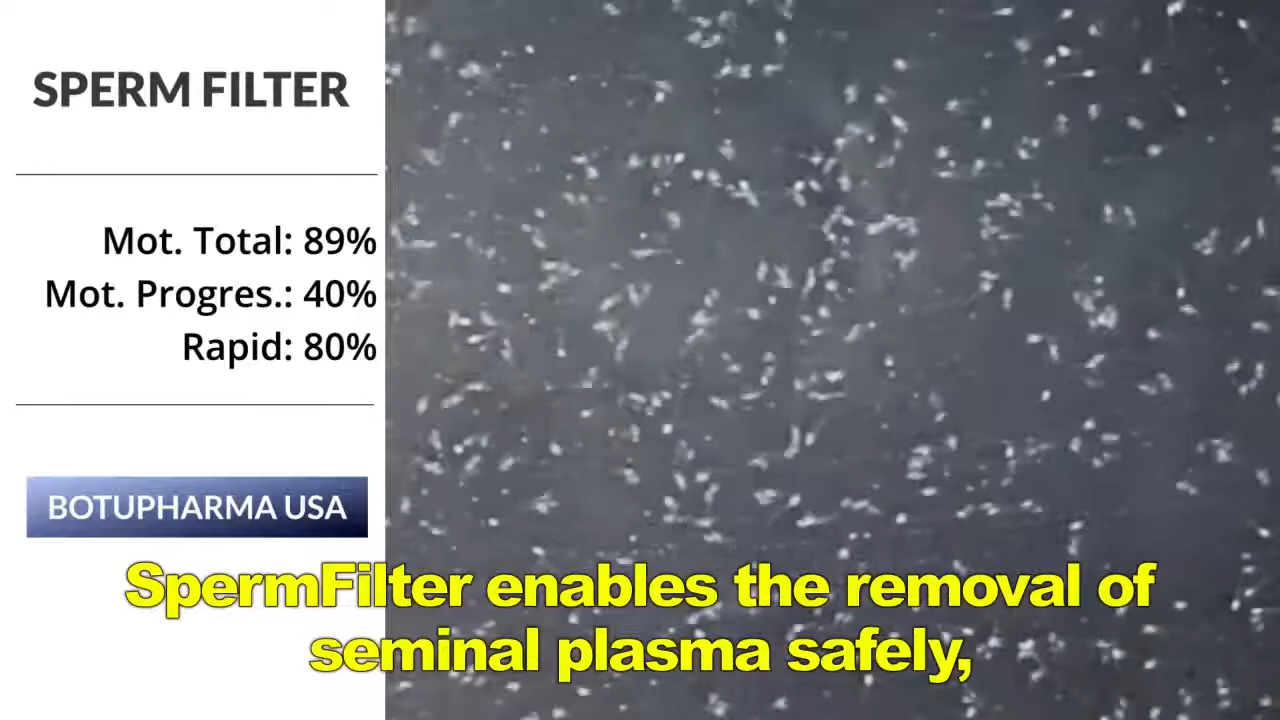 SPERM FILTER
Mot. Total: 89%
Mot. Progres.: 40%
Rapid: 80%
BOTUPHARMA USA
SpermFilter enables the removal of
seminal plasma safely,